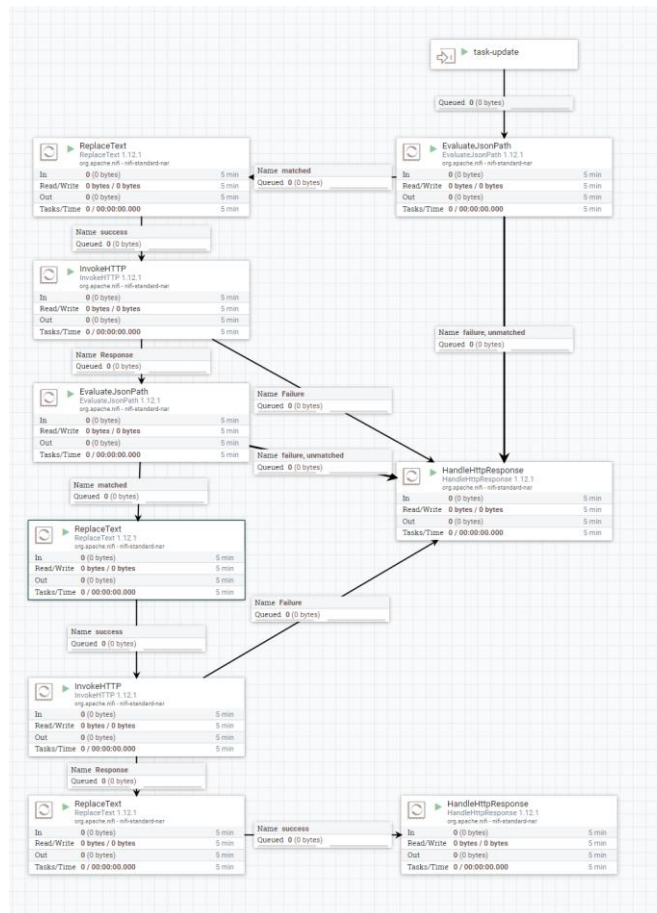 task-update
Queued 0 (0 bytes)
EvaluateJsonPath
EvaluateJsonPath 1.12.1
org.apache.nifi - nifi-standard-nar
In 0 (0 bytes) 5 min
Read/Write 0 bytes / 0 bytes 5 min
Out 0 (0 bytes) 5 min
Tasks/Time 0 / 00:00:00.000 5 min
Name matched
Queued 0 (0 bytes)
ReplaceText
ReplaceText 1.12.1
org.apache.nifi - nifi-standard-nar
In 0 (0 bytes) 5 min
Read/Write 0 bytes / 0 bytes 5 min
Out 0 (0 bytes) 5 min
Tasks/Time 0 / 00:00:00.000 5 min
Name success
Queued 0 (0 bytes)
InvokeHTTP
InvokeHTTP 1.12.1
org.apache.nifi - nifi-standard-nar
In 0 (0 bytes) 5 min
Read/Write 0 bytes / 0 bytes 5 min
Out 0 (0 bytes) 5 min
Tasks/Time 0 / 00:00:00.000 5 min
Name failure, unmatched
Queued 0 (0 bytes)
Name Response
Queued 0 (0 bytes)
EvaluateJsonPath
EvaluateJsonPath 1.12.1
org.apache.nifi - nifi-standard-nar
In 0 (0 bytes) 5 min
Read/Write 0 bytes / 0 bytes 5 min
Out 0 (0 bytes) 5 min
Tasks/Time 0 / 00:00:00.000 5 min
Name Failure
Queued 0 (0 bytes)
Name failure, unmatched
Queued 0 (0 bytes)
HandleHttpResponse
HandleHttpResponse 1.12.1
org.apache.nifi - nifi-standard-nar
In 0 (0 bytes) 5 min
Read/Write 0 bytes / 0 bytes 5 min
Out 0 (0 bytes) 5 min
Tasks/Time 0 / 00:00:00.000 5 min
Name matched
Queued 0 (0 bytes)
ReplaceText
ReplaceText 1.12.1
org.apache.nifi - nifi-standard-nar
In 0 (0 bytes) 5 min
Read/Write 0 bytes / 0 bytes 5 min
Out 0 (0 bytes) 5 min
Tasks/Time 0 / 00:00:00.000 5 min
Name Failure
Queued 0 (0 bytes)
Name success
Queued 0 (0 bytes)
InvokeHTTP
InvokeHTTP 1.12.1
org.apache.nifi - nifi-standard-nar
In 0 (0 bytes) 5 min
Read/Write 0 bytes / 0 bytes 5 min
Out 0 (0 bytes) 5 min
Tasks/Time 0 / 00:00:00.000 5 min
Name Response
Queued 0 (0 bytes)
ReplaceText
ReplaceText 1.12.1
org.apache.nifi - nifi-standard-nar
In 0 (0 bytes) 5 min
Read/Write 0 bytes / 0 bytes 5 min
Out 0 (0 bytes) 5 min
Tasks/Time 0 / 00:00:00.000 5 min
Name success
Queued 0 (0 bytes)
HandleHttpResponse
HandleHttpResponse 1.12.1
org.apache.nifi - nifi-standard-nar
In 0 (0 bytes) 5 min
Read/Write 0 bytes / 0 bytes 5 min
Out 0 (0 bytes) 5 min
Tasks/Time 0 / 00:00:00.000 5 min